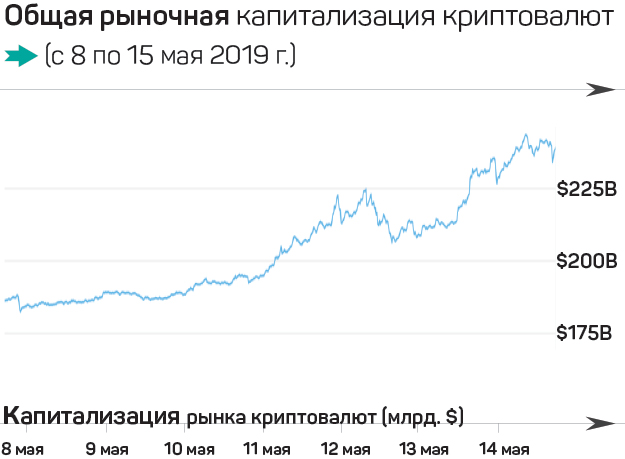 Общая рыночная капитализация криптовалют
(с 8 по 15 мая 2019 г.)
$225B
$200B
$175B
Капитализация рынка криптовалют (млрд. $)
8 мая 9 мая 10 мая 11 мая 12 мая 13 мая 14 мая